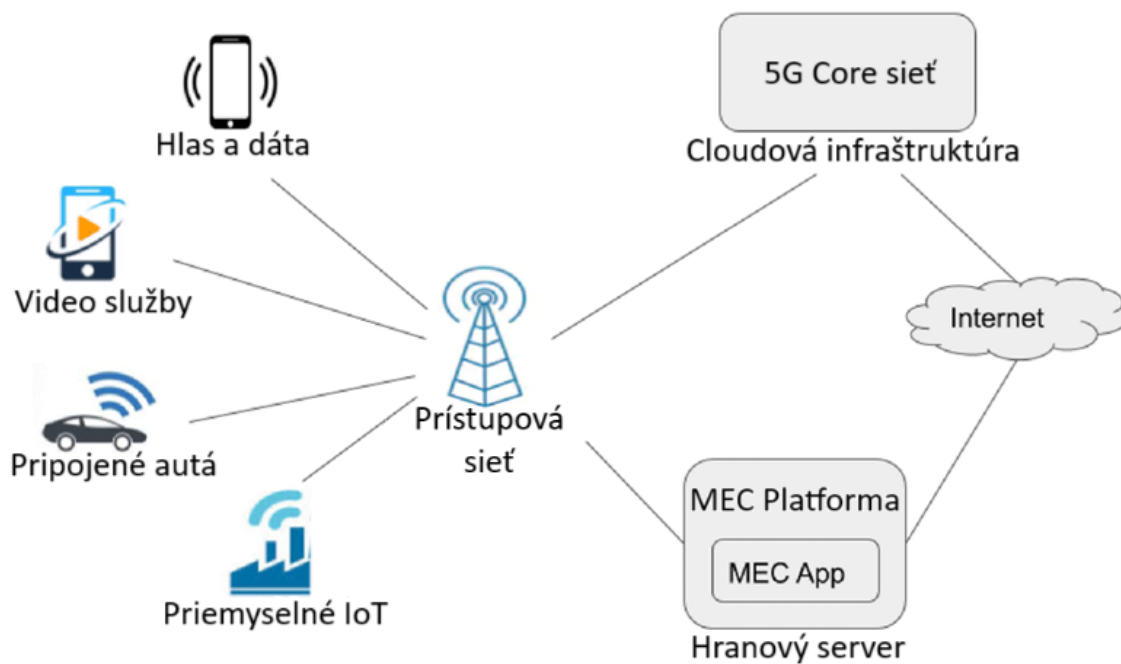 Hlas a dáta
Video služby
Pripojené autá
Priemyselné IoT
Prístupová
sieť
5G Core sieť
Cloudová infraštruktúra
Internet
MEC Platforma
MEC App
Hranový server